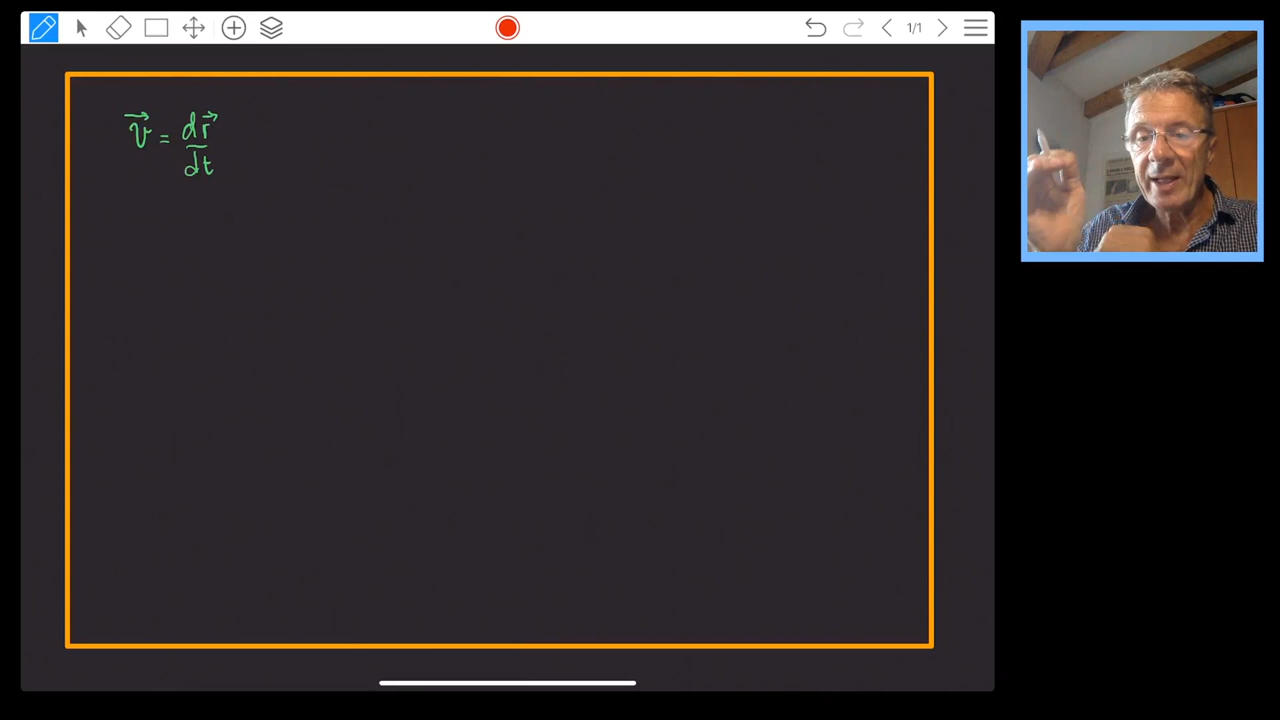 1/1
v⃗ = dr⃗/dt